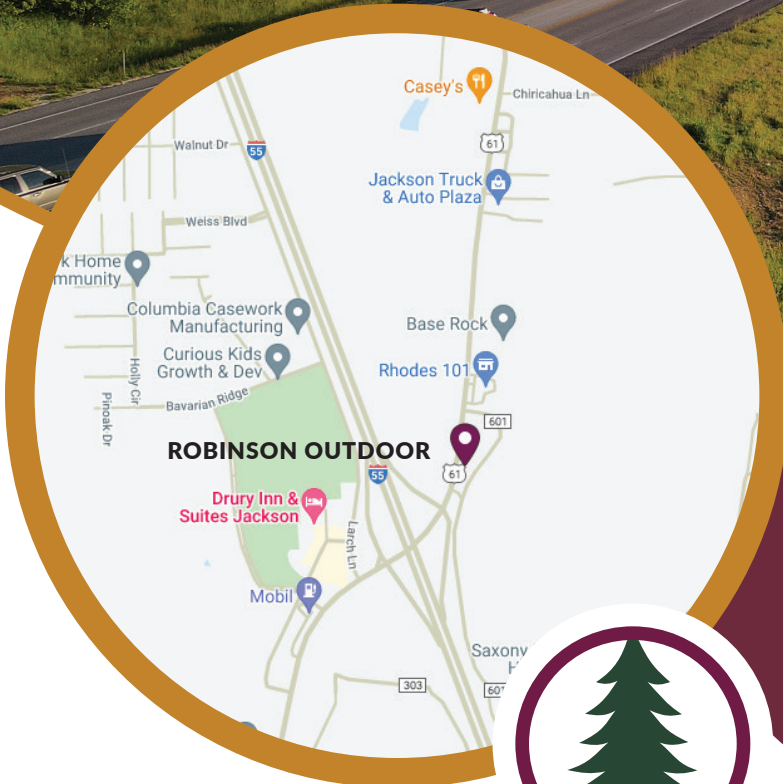 Casey's
Chiricahua Ln
61
Walnut Dr
55
Jackson Truck
& Auto Plaza
Weiss Blvd
k Home
mmunity
Columbia Casework
Manufacturing
Base Rock
Curious Kids
Growth & Dev
Rhodes 101
Holly Cir
Pinoak Dr
Bavarian Ridge
601
ROBINSON OUTDOOR
55
61
Drury Inn &
Suites Jackson
Larch Ln
Mobil
Saxony
H
303
601